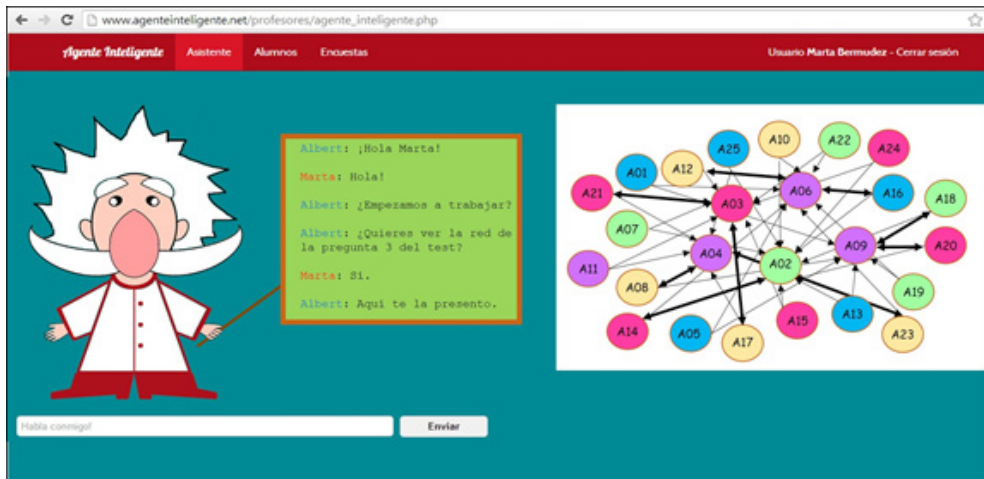 www.agenteinteligente.net/profesores/agente_inteligente.php
Agente Inteligente Asistente Alumnos Encuestas Usuario Marta Bermudez - Cerrar sesión
Albert: ¡Hola Marta!
Marta: Hola!
Albert: ¿Empezamos a trabajar?
Albert: ¿Quieres ver la red de
la pregunta 3 del test?
Marta: Si.
Albert: Aqui te la presento.
Habla conmigo!
Enviar
A10
A22
A25
A24
A12
A01
A06
A21
A16
A03
A18
A07
A09
A20
A04
A02
A11
A08
A19
A13
A15
A14
A05
A17
A23